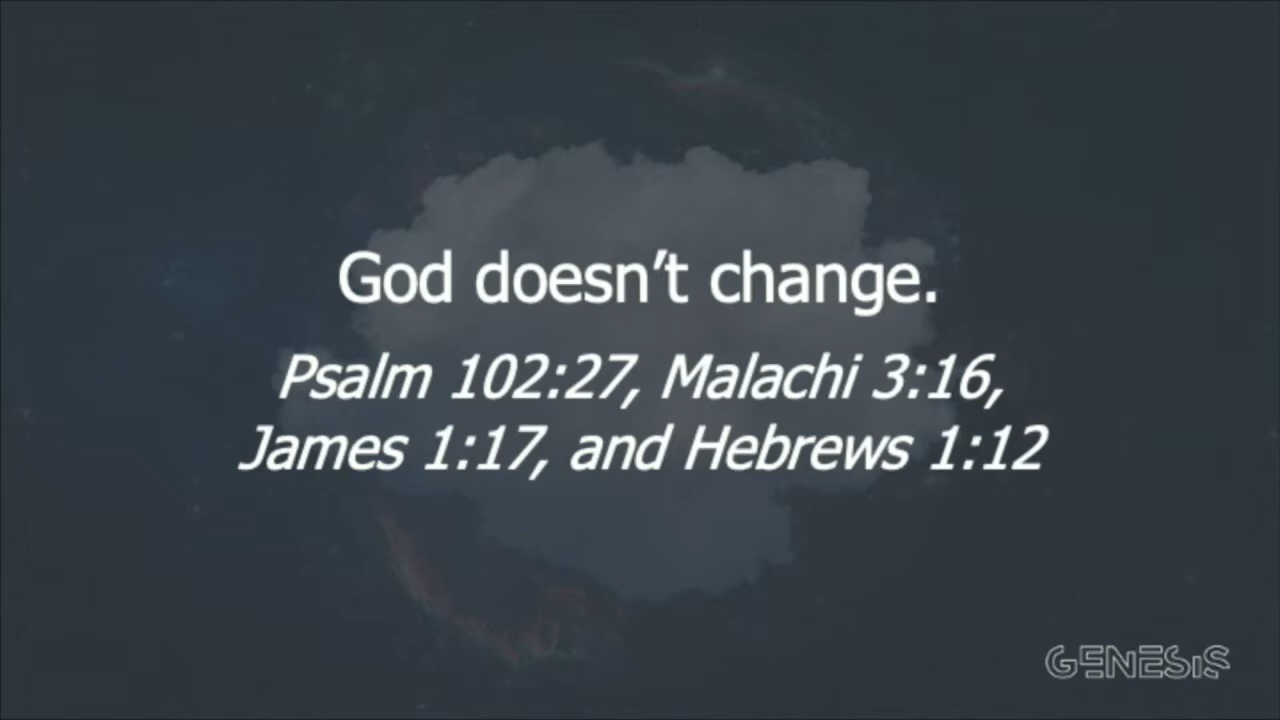 God doesn’t change.
Psalm 102:27, Malachi 3:16,
James 1:17, and Hebrews 1:12
GENESIS